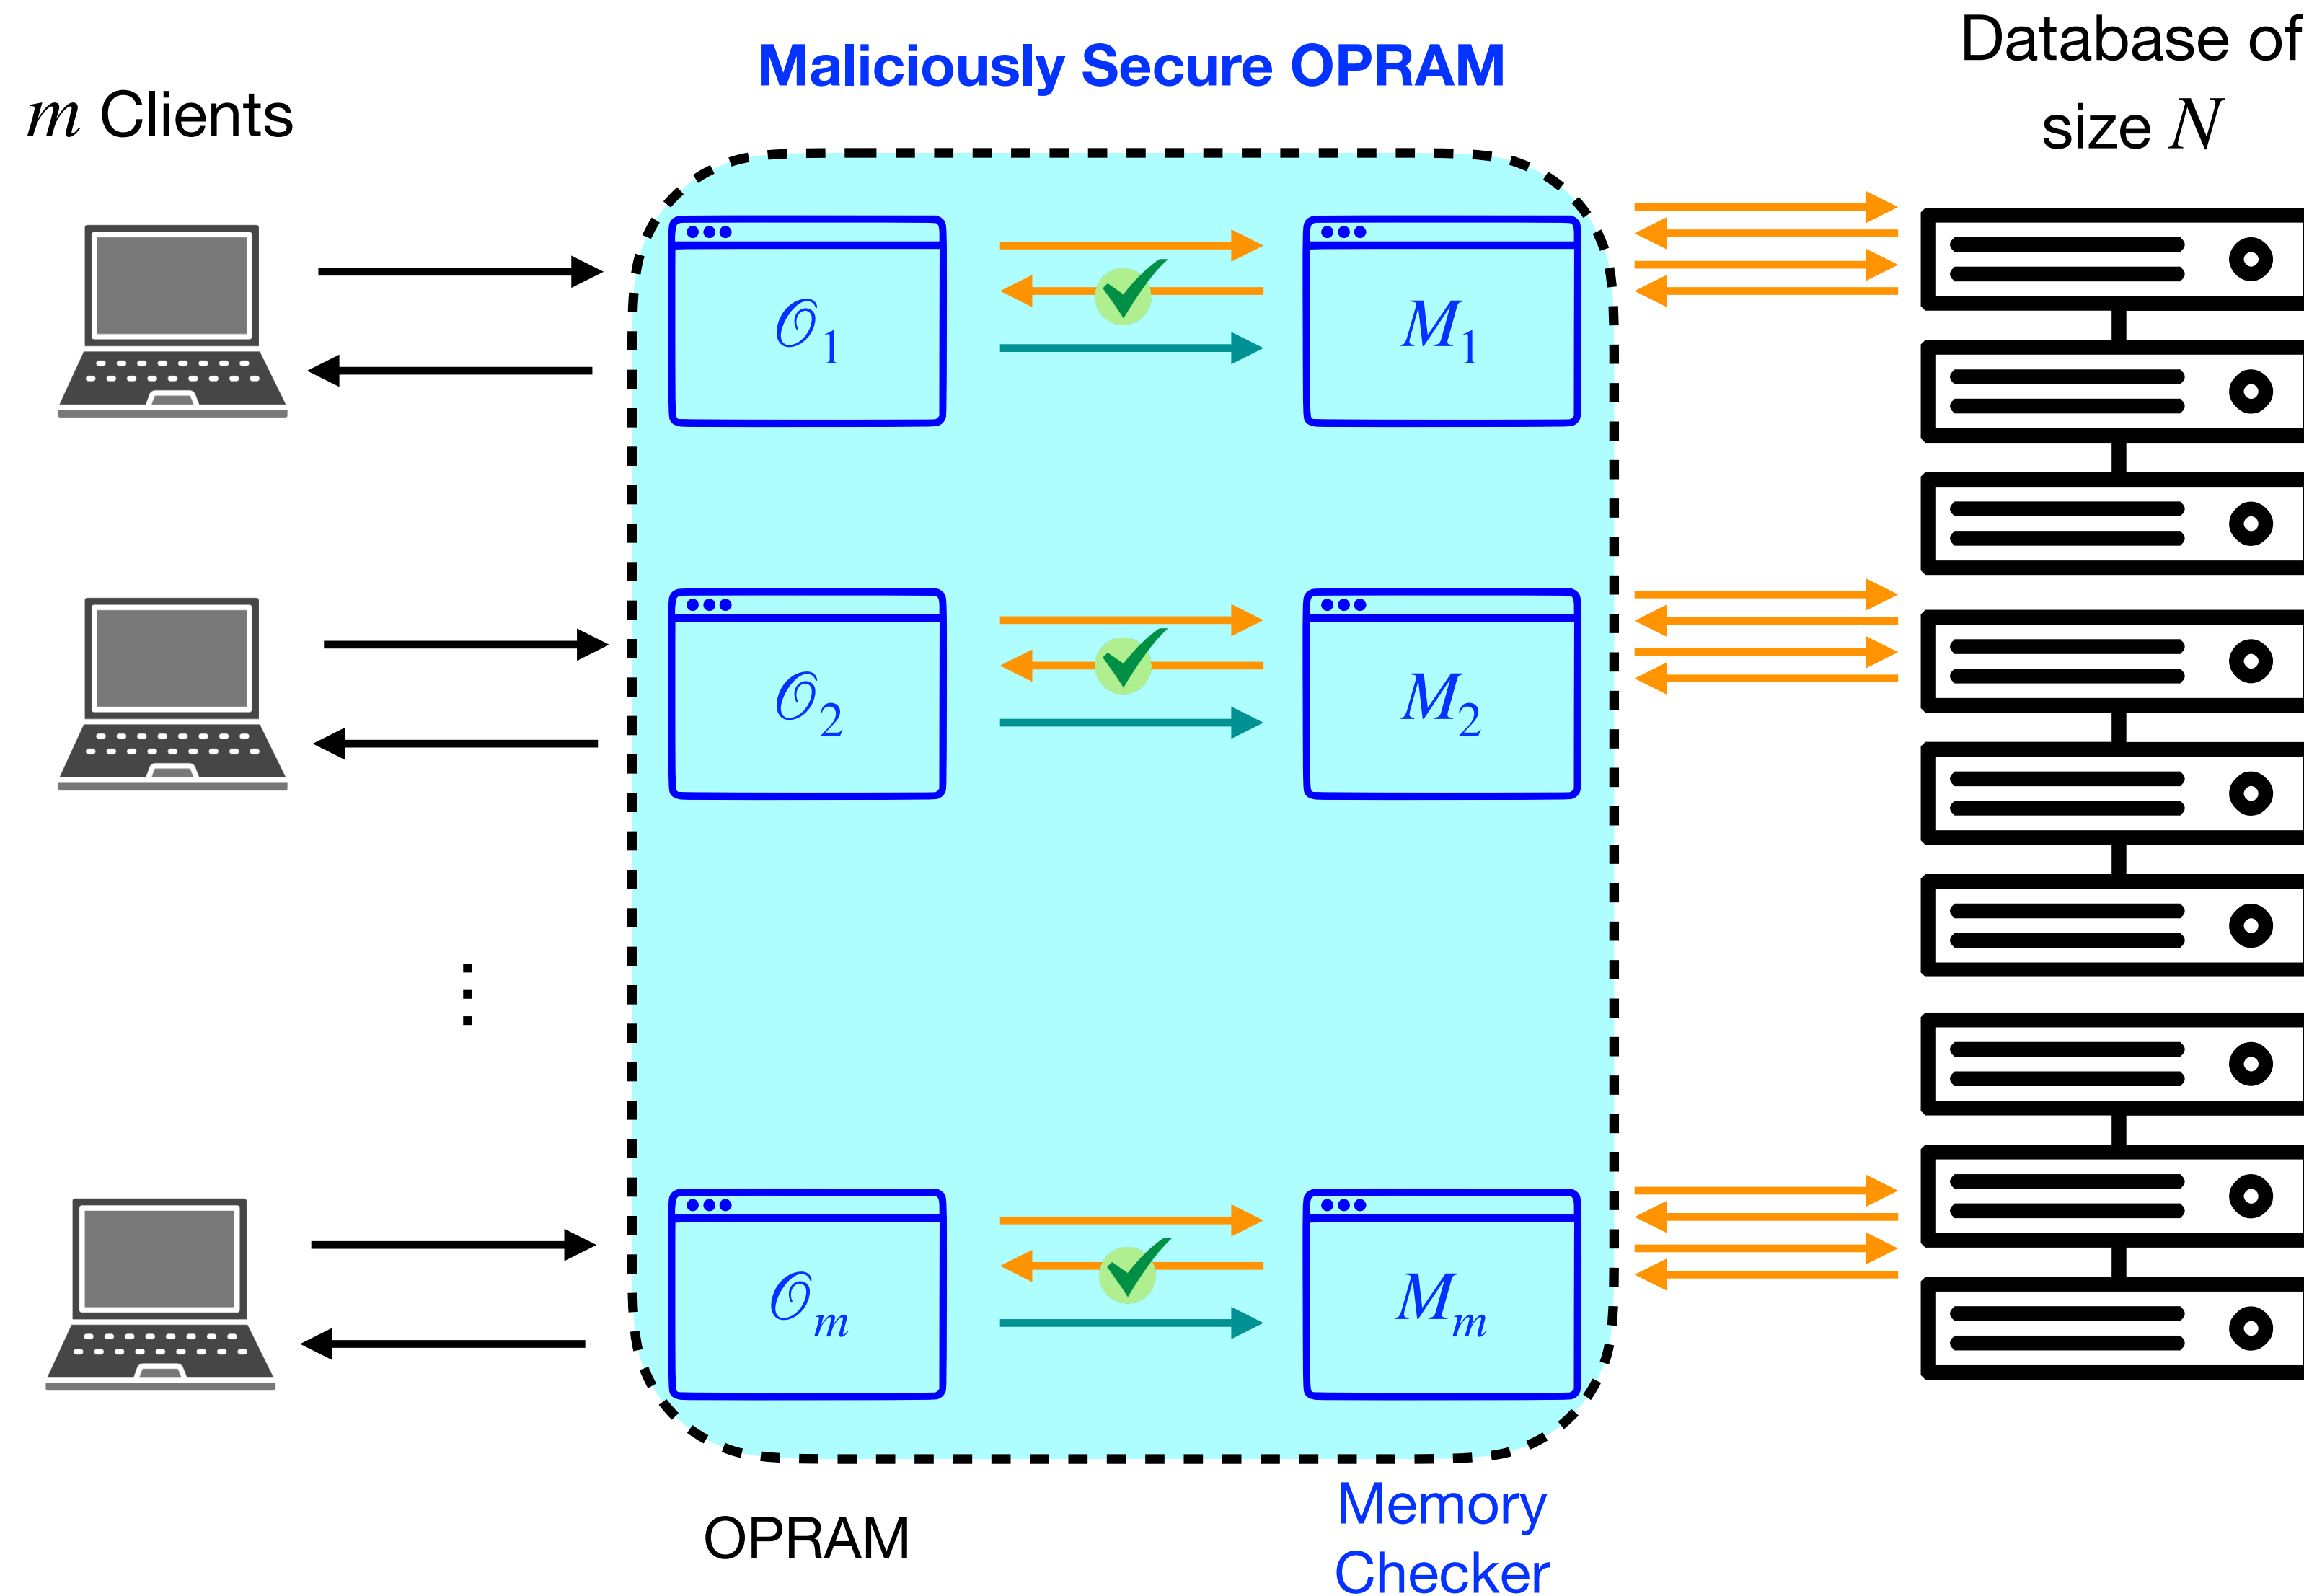 Maliciously Secure OPRAM
Database of
size N
m Clients
𝒪1
M1
𝒪2
M2
⋮
𝒪m
Mm
OPRAM
Memory
Checker